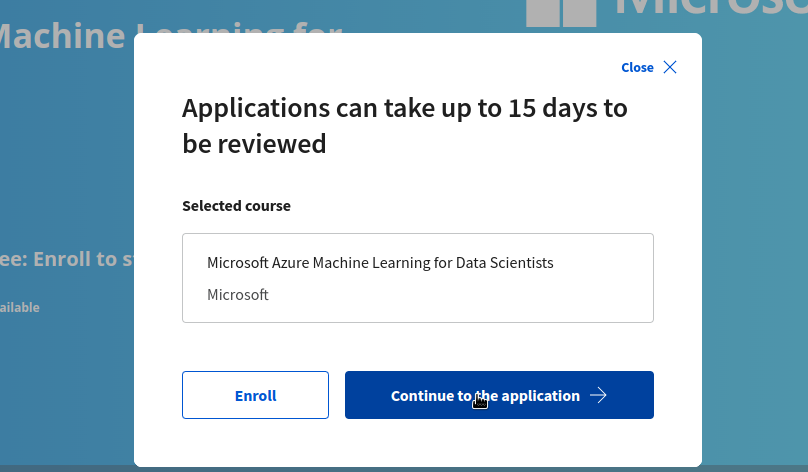 Machine Learning for
Microso
Close
Applications can take up to 15 days to
be reviewed
Selected course
ee: Enroll to s
Microsoft Azure Machine Learning for Data Scientists
Microsoft
ailable
Enroll
Continue to the application